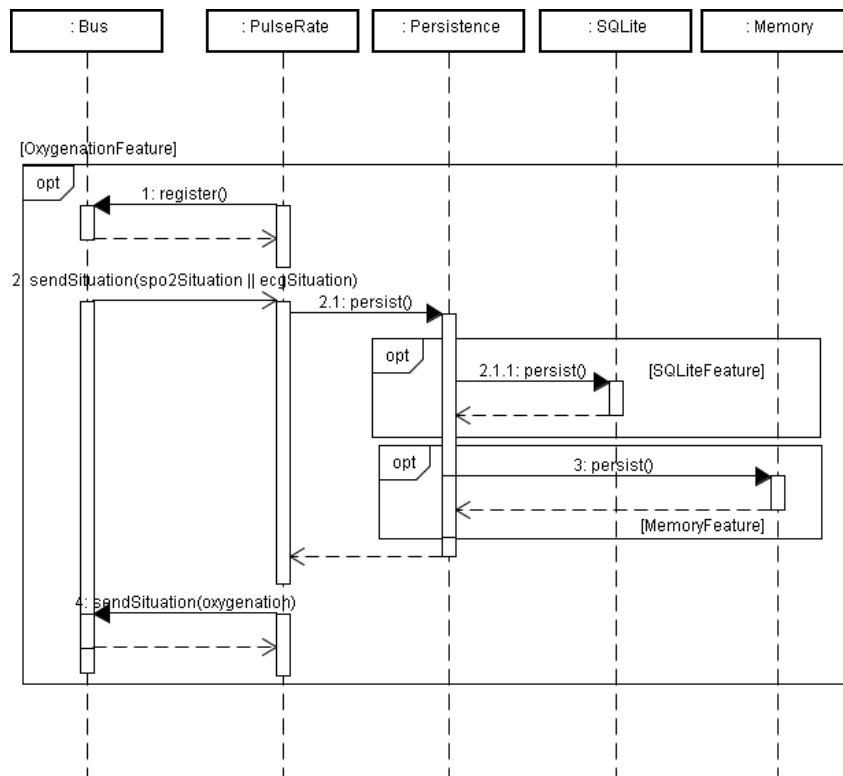 : Bus
: PulseRate
: Persistence
: SQLite
: Memory
[OxygenationFeature]
opt
1: register()
2: sendSituation(spo2Situation || ecgSituation)
2.1: persist()
opt
2.1.1: persist()
[SQLiteFeature]
opt
3: persist()
[MemoryFeature]
4: sendSituation(oxygenation)